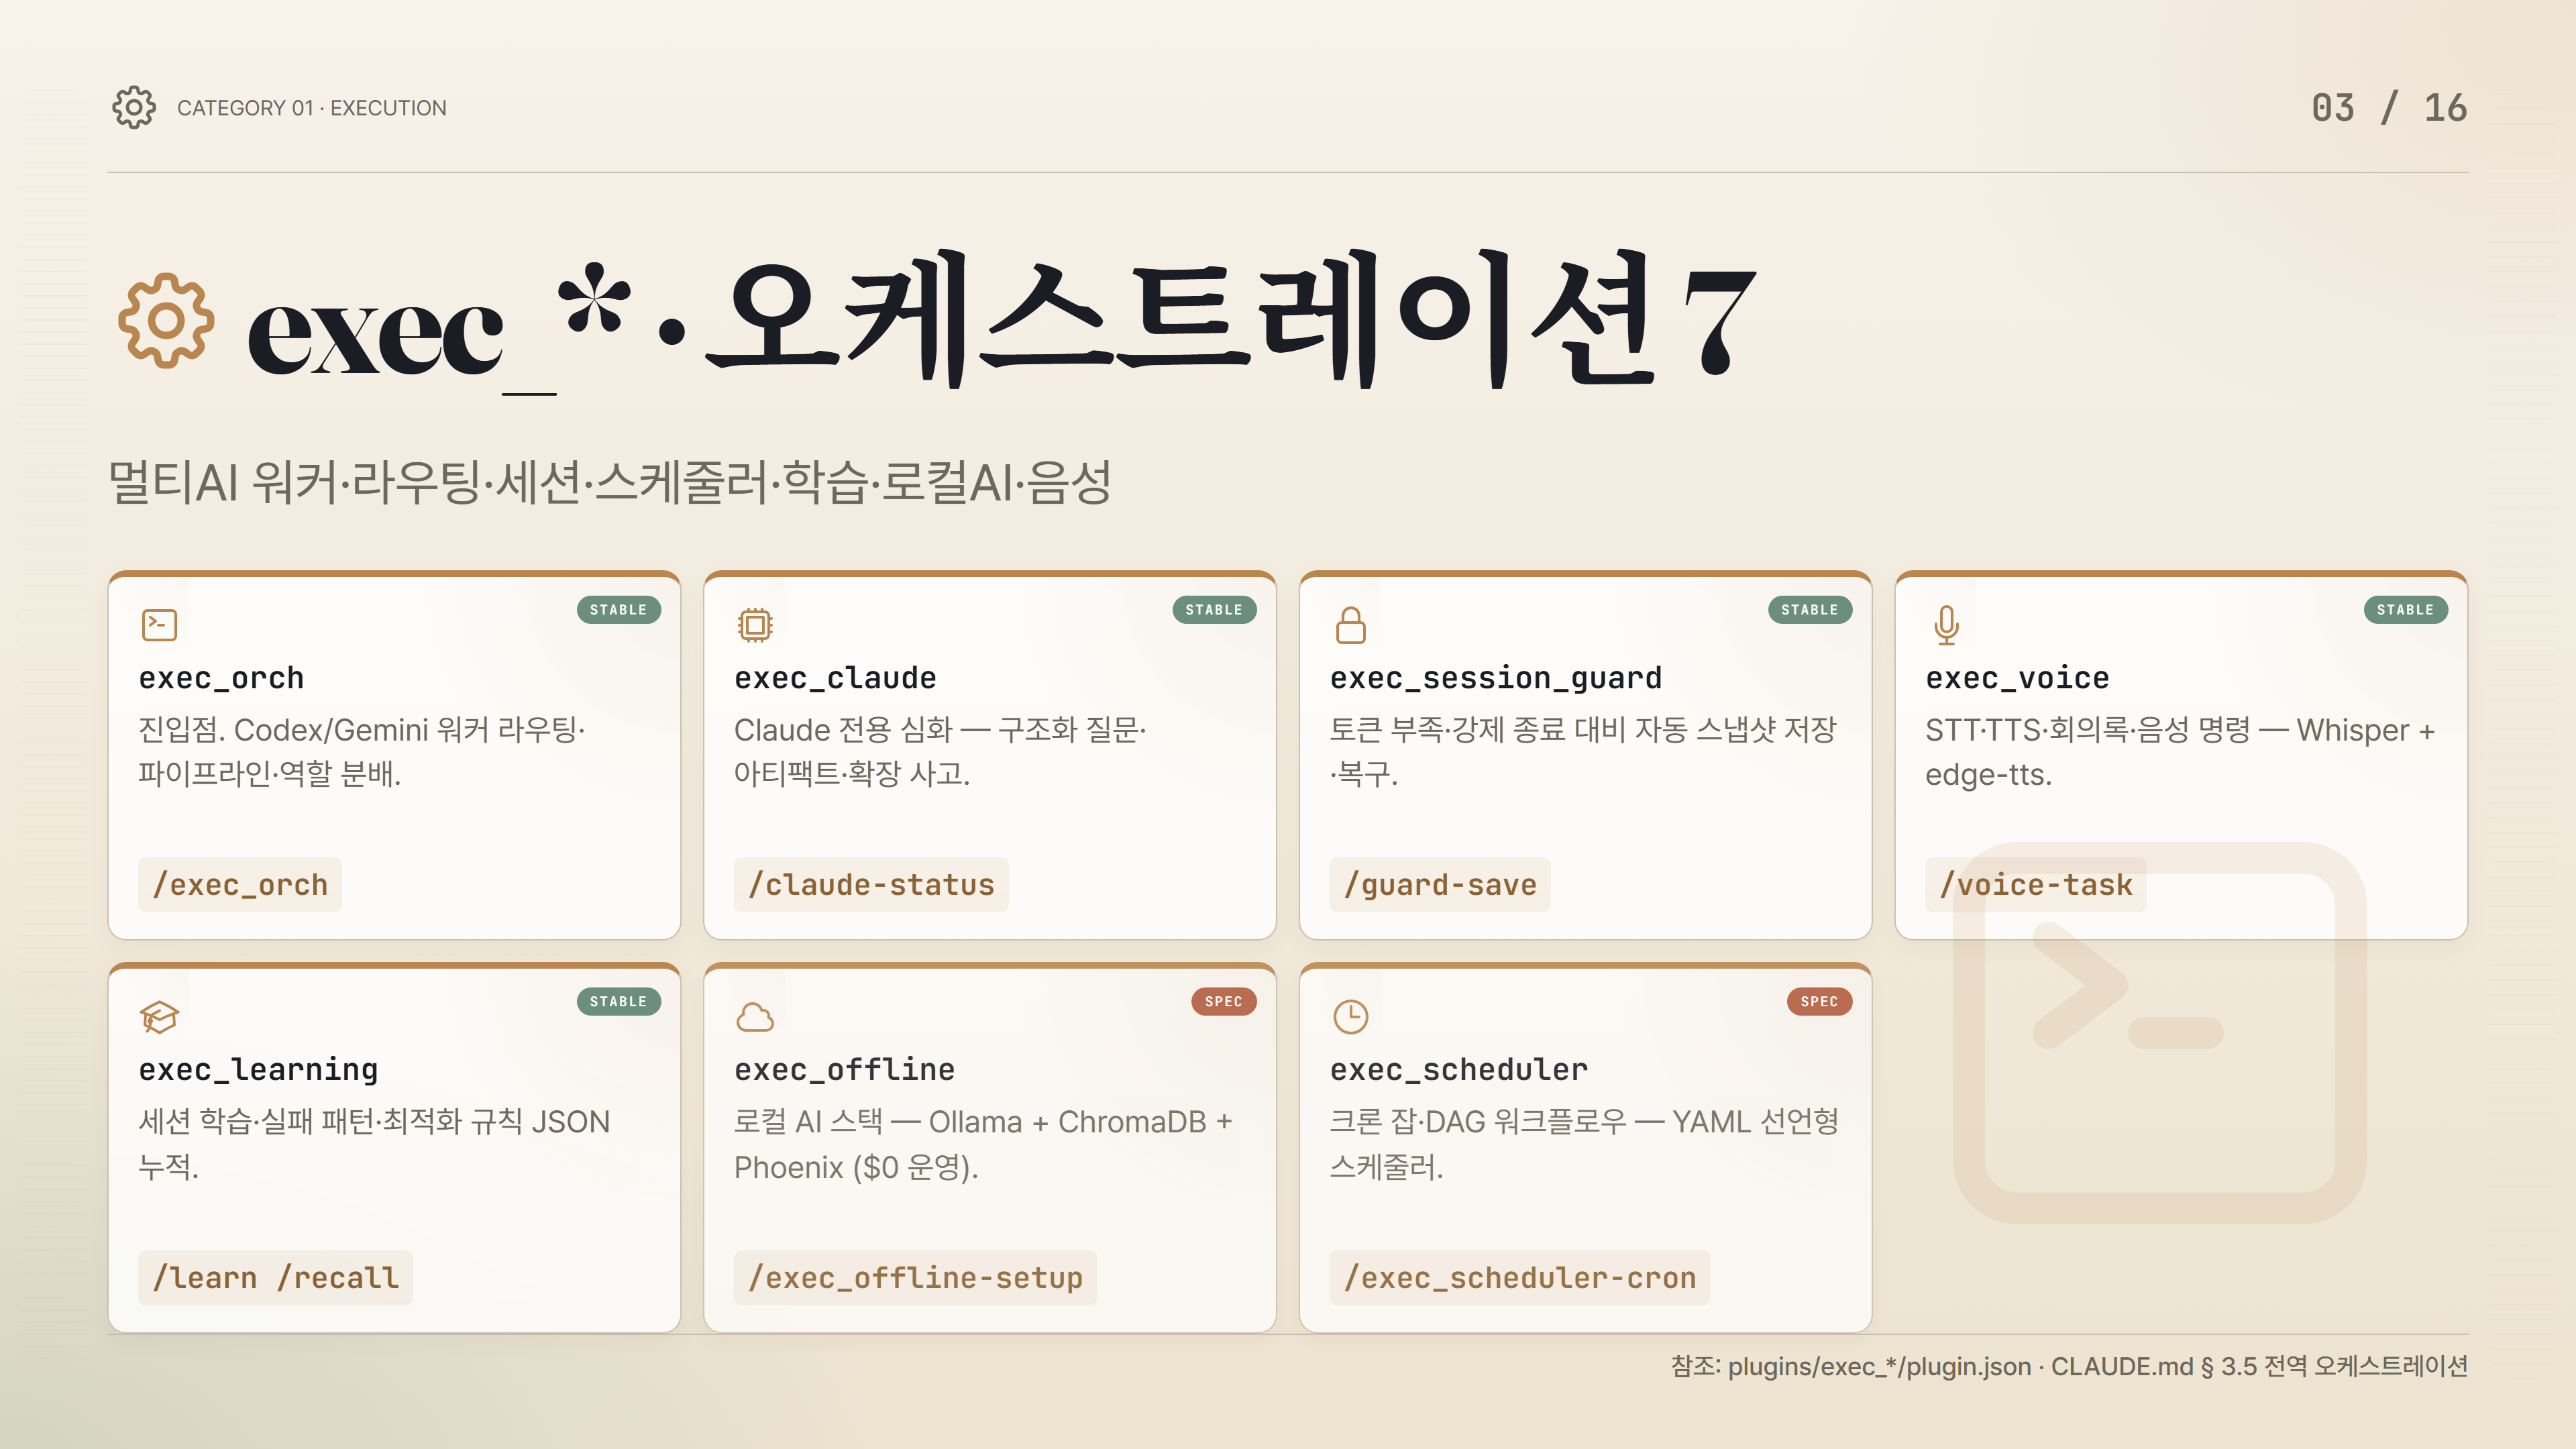 CATEGORY 01 · EXECUTION
03 / 16
exec_*·오케스트레이션 7
멀티AI 워커·라우팅·세션·스케줄러·학습·로컬AI·음성
STABLE
exec_orch
진입점. Codex/Gemini 워커 라우팅·
파이프라인·역할 분배.
/exec_orch
STABLE
exec_claude
Claude 전용 심화 — 구조화 질문·
아티팩트·확장 사고.
/claude-status
STABLE
exec_session_guard
토큰 부족·강제 종료 대비 자동 스냅샷 저장
·복구.
/guard-save
STABLE
exec_voice
STT·TTS·회의록·음성 명령 — Whisper +
edge-tts.
/voice-task
STABLE
exec_learning
세션 학습·실패 패턴·최적화 규칙 JSON
누적.
/learn /recall
SPEC
exec_offline
로컬 AI 스택 — Ollama + ChromaDB +
Phoenix ($0 운영).
/exec_offline-setup
SPEC
exec_scheduler
크론 잡·DAG 워크플로우 — YAML 선언형
스케줄러.
/exec_scheduler-cron
참조: plugins/exec_*/plugin.json · CLAUDE.md § 3.5 전역 오케스트레이션